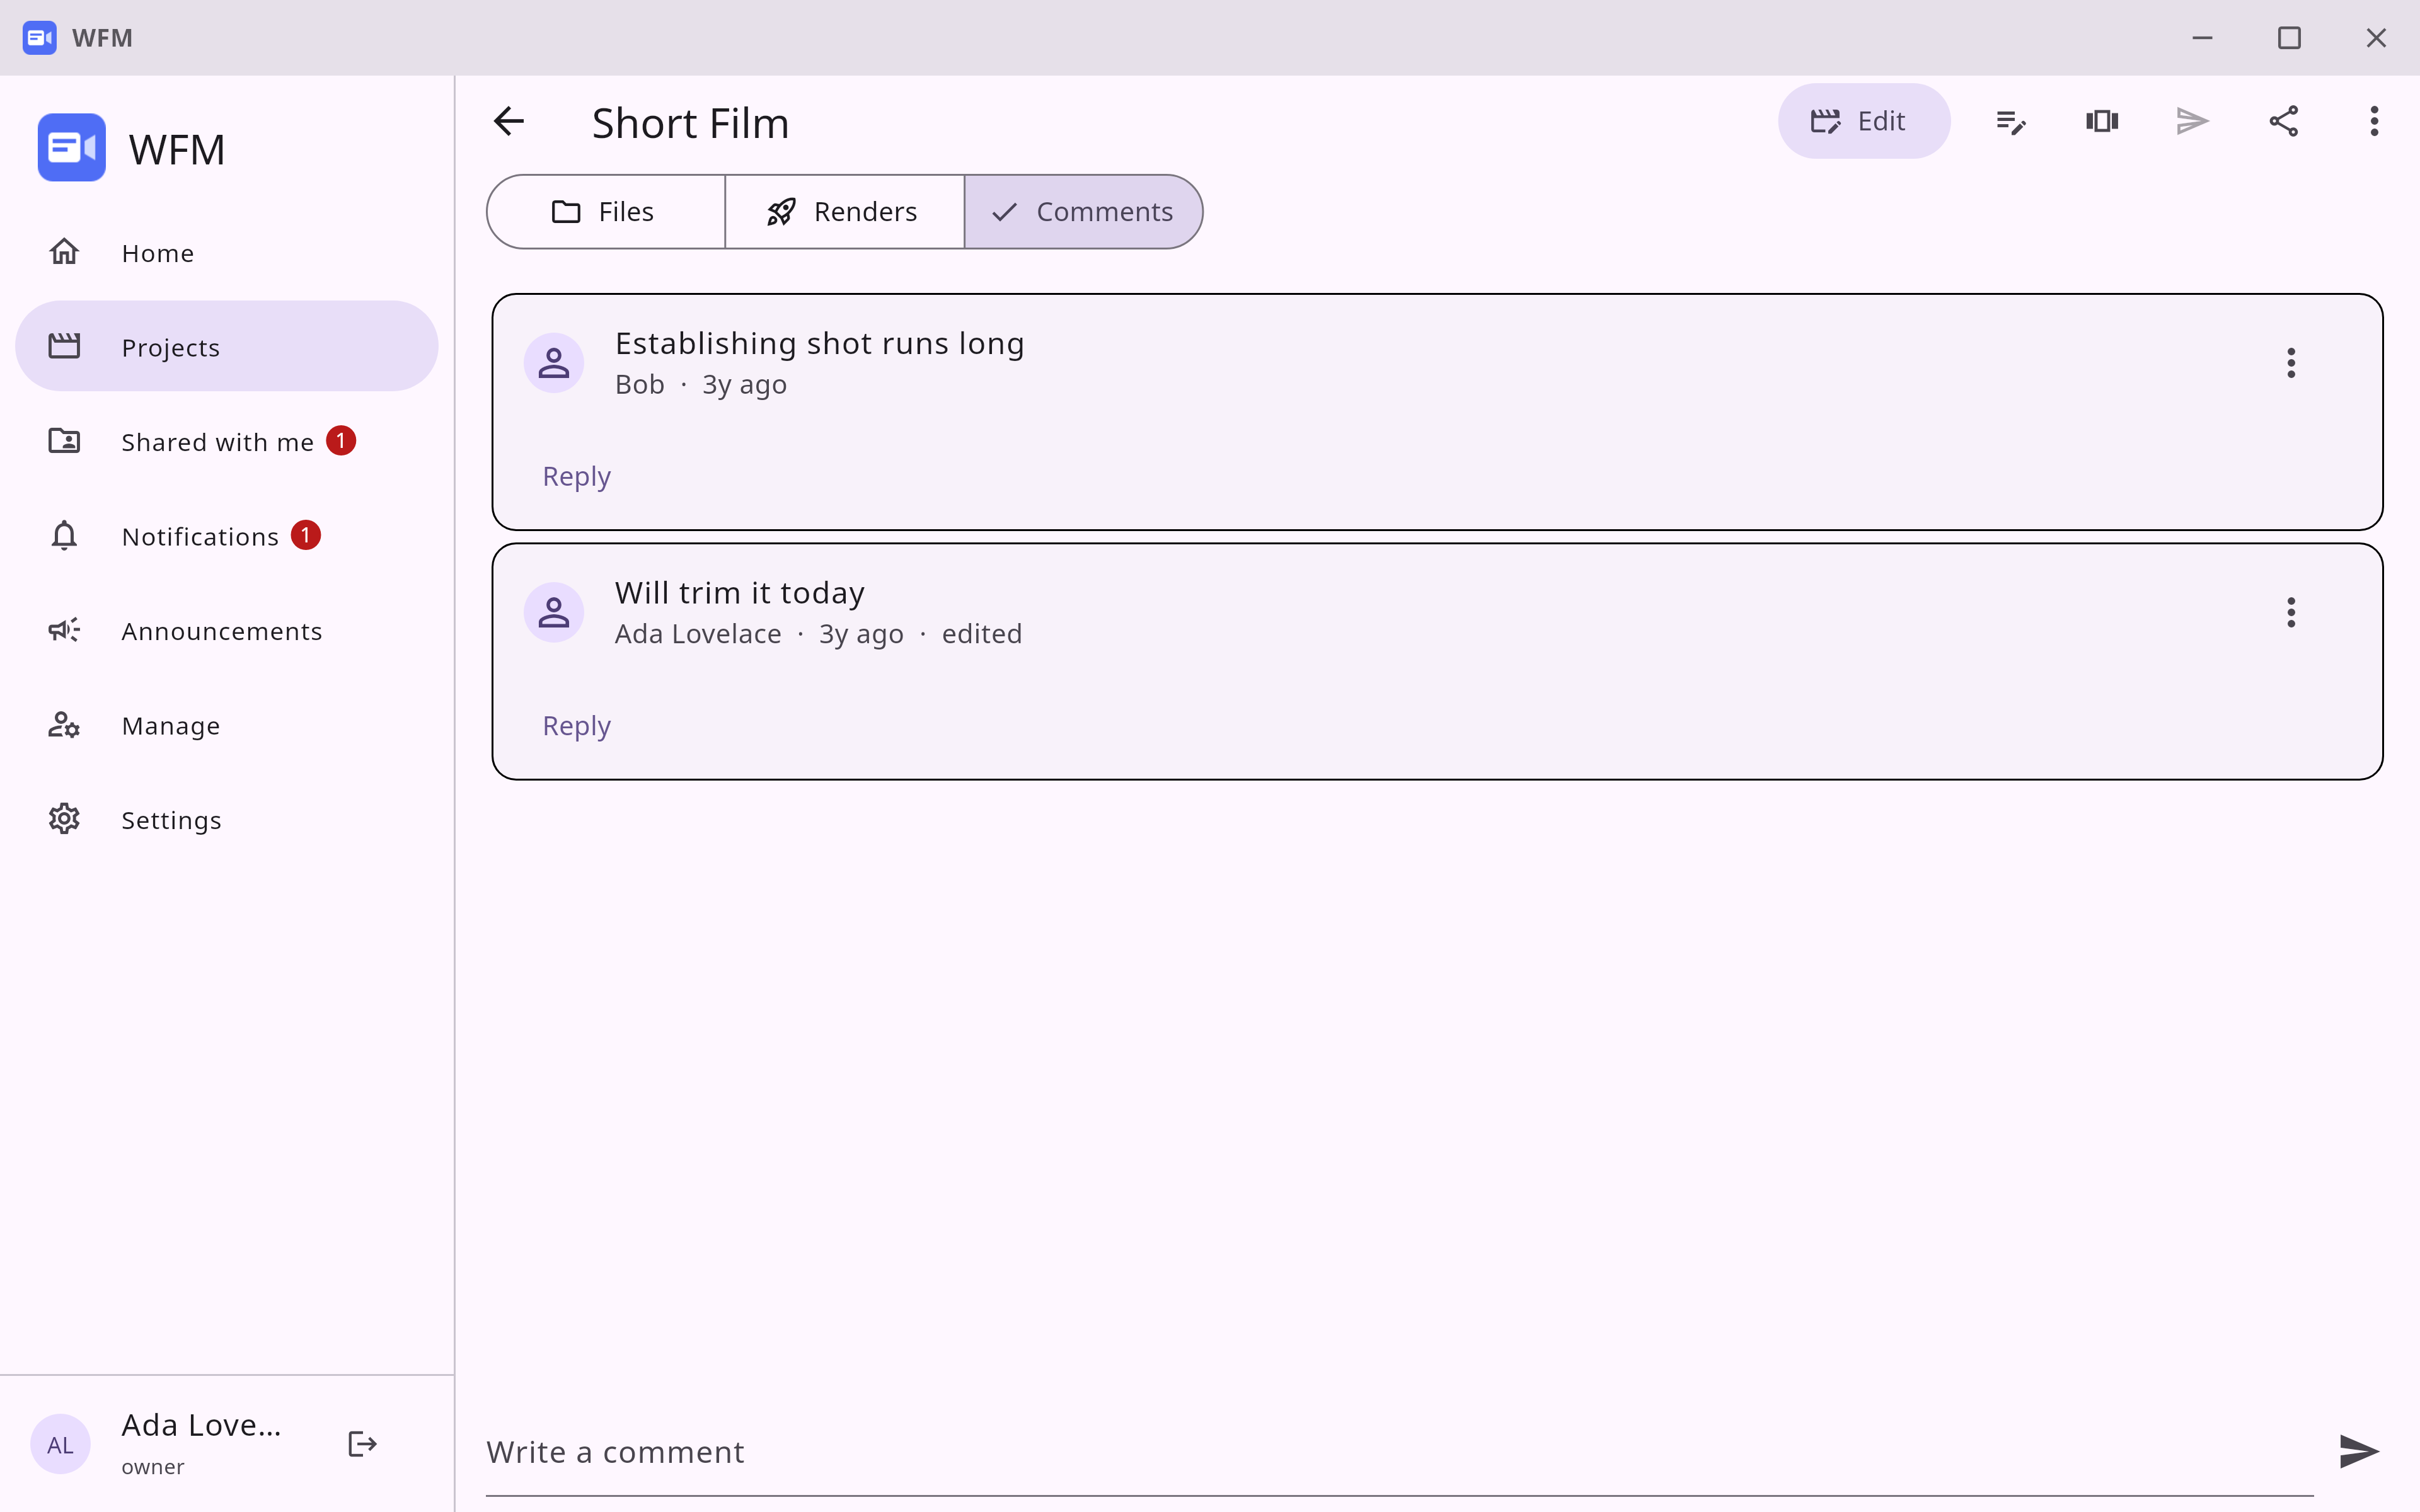 WFM
WFM
Home
Projects
Shared with me 1
Notifications 1
Announcements
Manage
Settings
AL
Ada Love...
owner
Short Film
Edit
Files
Renders
Comments
Establishing shot runs long
Bob · 3y ago
Reply
Will trim it today
Ada Lovelace · 3y ago · edited
Reply
Write a comment